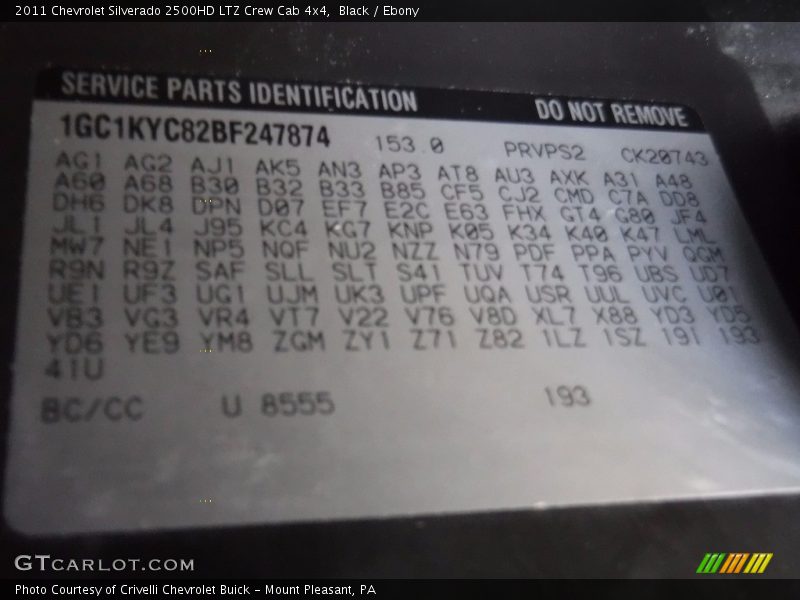 2011 Chevrolet Silverado 2500HD LTZ Crew Cab 4x4, Black / Ebony
SERVICE PARTS IDENTIFICATION DO NOT REMOVE
1GC1KYC82BF247874 153.0 PRVPS2 CK20743
AG1 AG2 AJ1 AK5 AN3 AP3 AT8 AU3 AXK A31 A48
A60 A68 B30 B32 B33 B85 CF5 CJ2 CMD C7A DD8
DH6 DK8 DPN D07 EF7 E2C E63 FHX GT4 G80 JF4
JL1 JL4 J95 KC4 KG7 KNP K05 K34 K40 K47 LML
MW7 NE1 NP5 NQF NU2 NZZ N79 PDF PPA PYV QGM
R9N R9Z SAF SLL SLT S41 TUV T74 T96 UBS UD7
UE1 UF3 UG1 UJM UK3 UPF UQA USR UUL UVC U01
VB3 VG3 VR4 VT7 V22 V76 V8D XL7 X88 YD3 YD5
YD6 YE9 YM8 ZGM ZY1 Z71 Z82 1LZ 1SZ 19I 193
41U
BC/CC U 8555 193
GTCARLOT.COM
Photo Courtesy of Crivelli Chevrolet Buick - Mount Pleasant, PA